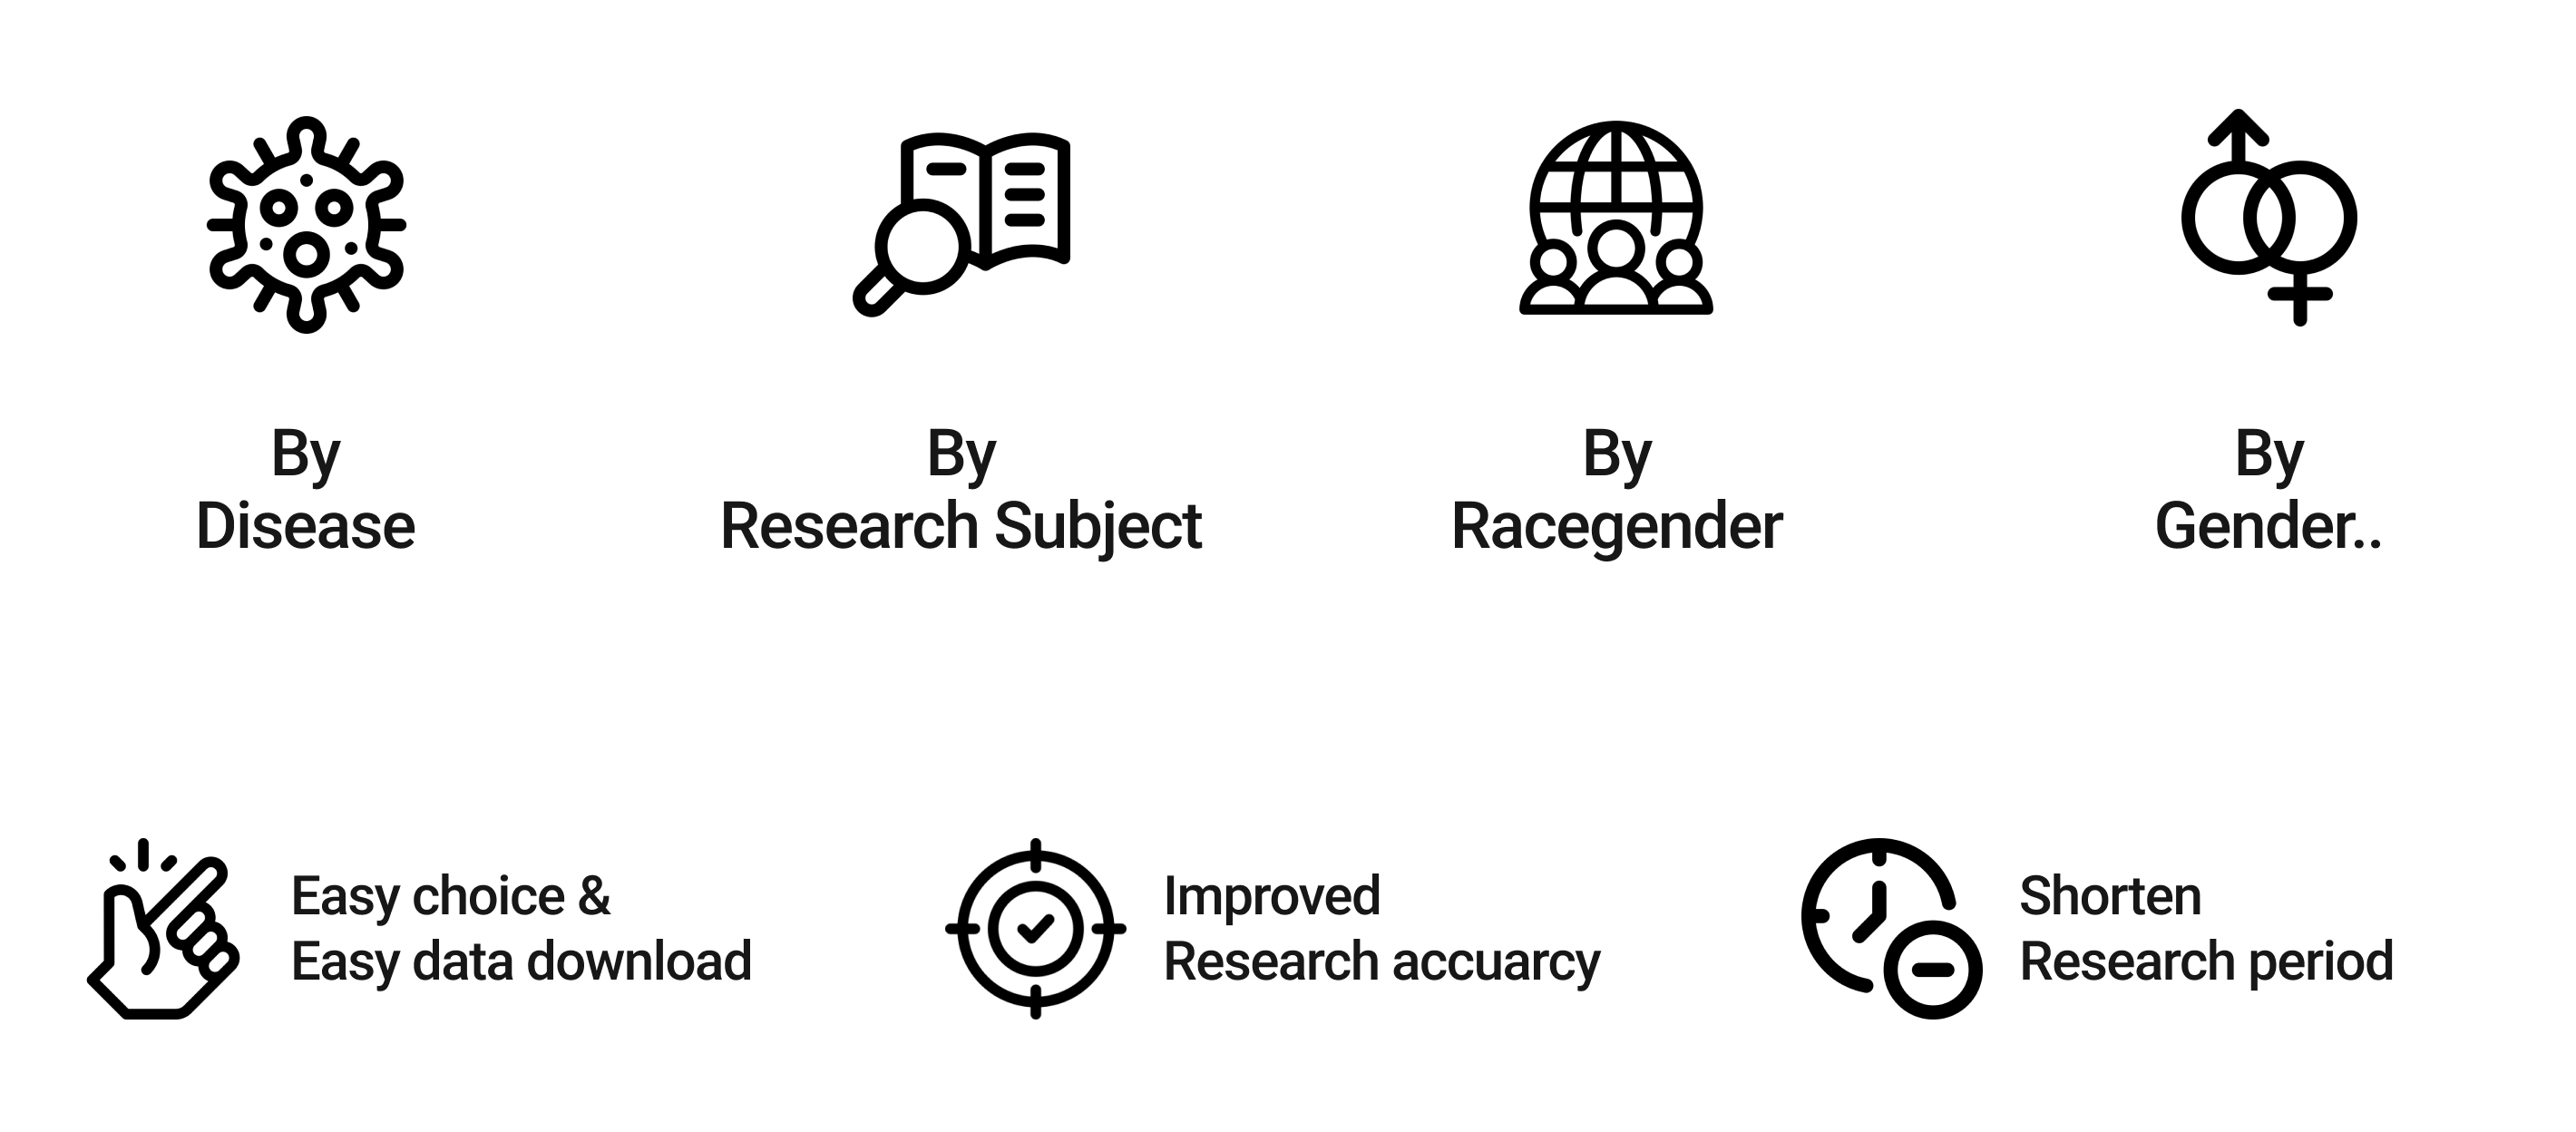 By
Disease
By
Research Subject
By
Racegender
By
Gender..
Easy choice &
Easy data download
Improved
Research accuarcy
Shorten
Research period